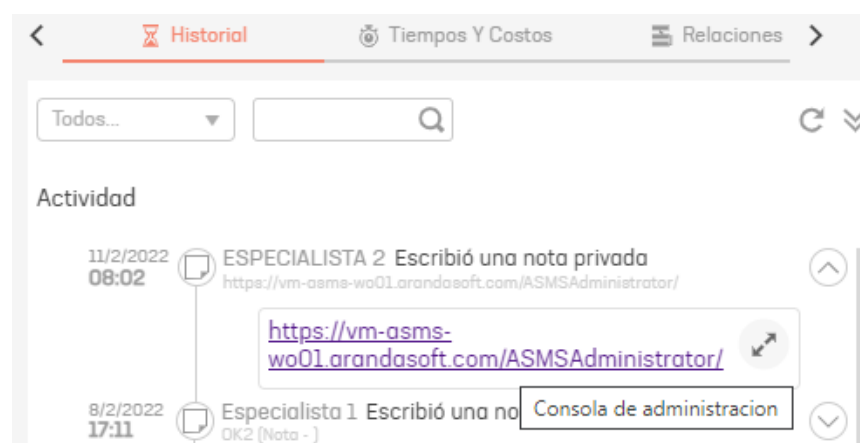 Historial Tiempos Y Costos Relaciones
Todos...
Actividad
11/2/2022 ESPECIALISTA 2 Escribió una nota privada
08:02 https://vm-asms-wo01.arandasoft.com/ASMSAdministrator/
https://vm-asms-
wo01.arandasoft.com/ASMSAdministrator/
8/2/2022 Especialista 1 Escribió una no
Consola de administracion
17:11 OK2 (Nota - )